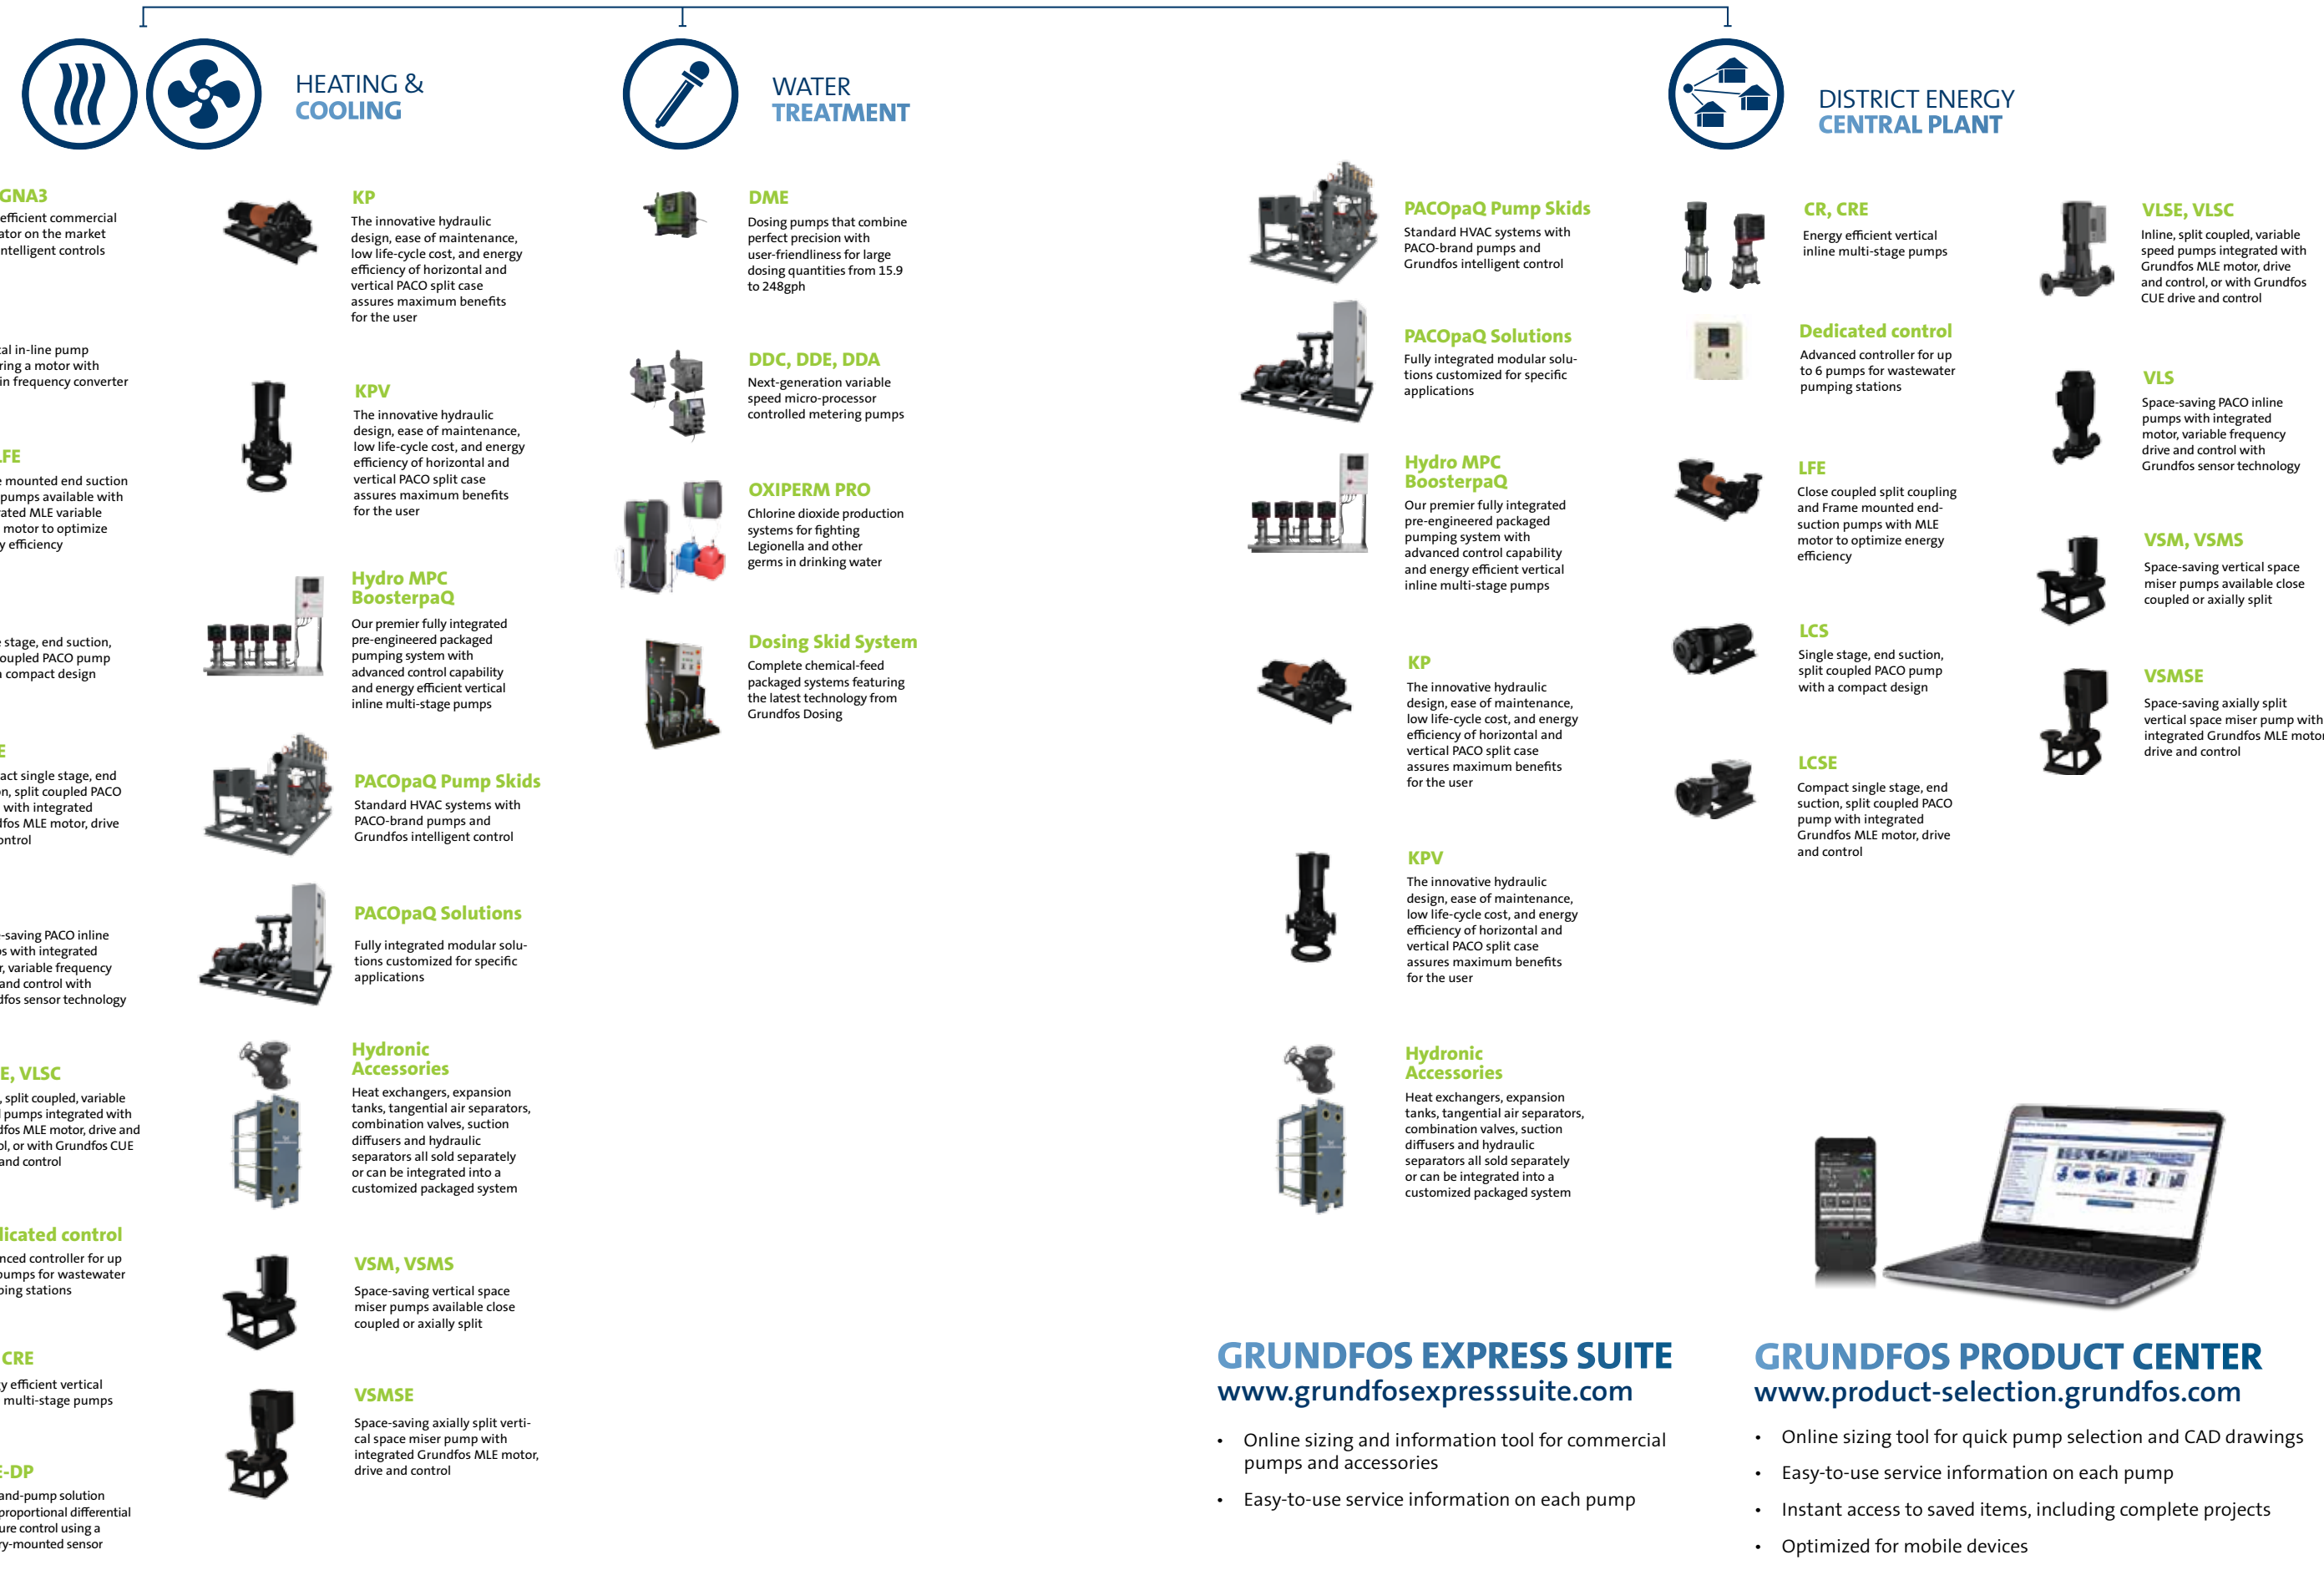 HEATING &
COOLING
GNA3
efficient commercial
ator on the market
ntelligent controls
al in-line pump
ring a motor with
in frequency converter
FE
mounted end suction
pumps available with
rated MLE variable
motor to optimize
y efficiency
stage, end suction,
oupled PACO pump
compact design
E
act single stage, end
on, split coupled PACO
with integrated
dfos MLE motor, drive
ontrol
-saving PACO inline
os with integrated
r, variable frequency
and control with
dfos sensor technology
E, VLSC
, split coupled, variable
pumps integrated with
dfos MLE motor, drive and
ol, or with Grundfos CUE
and control
licated control
nced controller for up
pumps for wastewater
ping stations
CRE
y efficient vertical
multi-stage pumps
E-DP
and-pump solution
proportional differential
ure control using a
ry-mounted sensor
KP
The innovative hydraulic
design, ease of maintenance,
low life-cycle cost, and energy
efficiency of horizontal and
vertical PACO split case
assures maximum benefits
for the user
KPV
The innovative hydraulic
design, ease of maintenance,
low life-cycle cost, and energy
efficiency of horizontal and
vertical PACO split case
assures maximum benefits
for the user
Hydro MPC
BoosterpaQ
Our premier fully integrated
pre-engineered packaged
pumping system with
advanced control capability
and energy efficient vertical
inline multi-stage pumps
PACOpaQ Pump Skids
Standard HVAC systems with
PACO-brand pumps and
Grundfos intelligent control
PACOpaQ Solutions
Fully integrated modular solu-
tions customized for specific
applications
Hydronic
Accessories
Heat exchangers, expansion
tanks, tangential air separators,
combination valves, suction
diffusers and hydraulic
separators all sold separately
or can be integrated into a
customized packaged system
VSM, VSMS
Space-saving vertical space
miser pumps available close
coupled or axially split
VSMSE
Space-saving axially split verti-
cal space miser pump with
integrated Grundfos MLE motor,
drive and control
WATER
TREATMENT
DME
Dosing pumps that combine
perfect precision with
user-friendliness for large
dosing quantities from 15.9
to 248gph
DDC, DDE, DDA
Next-generation variable
speed micro-processor
controlled metering pumps
OXIPERM PRO
Chlorine dioxide production
systems for fighting
Legionella and other
germs in drinking water
Dosing Skid System
Complete chemical-feed
packaged systems featuring
the latest technology from
Grundfos Dosing
DISTRICT ENERGY
CENTRAL PLANT
PACOpaQ Pump Skids
Standard HVAC systems with
PACO-brand pumps and
Grundfos intelligent control
PACOpaQ Solutions
Fully integrated modular solu-
tions customized for specific
applications
Hydro MPC
BoosterpaQ
Our premier fully integrated
pre-engineered packaged
pumping system with
advanced control capability
and energy efficient vertical
inline multi-stage pumps
KP
The innovative hydraulic
design, ease of maintenance,
low life-cycle cost, and energy
efficiency of horizontal and
vertical PACO split case
assures maximum benefits
for the user
KPV
The innovative hydraulic
design, ease of maintenance,
low life-cycle cost, and energy
efficiency of horizontal and
vertical PACO split case
assures maximum benefits
for the user
Hydronic
Accessories
Heat exchangers, expansion
tanks, tangential air separators,
combination valves, suction
diffusers and hydraulic
separators all sold separately
or can be integrated into a
customized packaged system
CR, CRE
Energy efficient vertical
inline multi-stage pumps
Dedicated control
Advanced controller for up
to 6 pumps for wastewater
pumping stations
LFE
Close coupled split coupling
and Frame mounted end-
suction pumps with MLE
motor to optimize energy
efficiency
LCS
Single stage, end suction,
split coupled PACO pump
with a compact design
LCSE
Compact single stage, end
suction, split coupled PACO
pump with integrated
Grundfos MLE motor, drive
and control
VLSE, VLSC
Inline, split coupled, variable
speed pumps integrated with
Grundfos MLE motor, drive
and control, or with Grundfos
CUE drive and control
VLS
Space-saving PACO inline
pumps with integrated
motor, variable frequency
drive and control with
Grundfos sensor technology
VSM, VSMS
Space-saving vertical space
miser pumps available close
coupled or axially split
VSMSE
Space-saving axially split
vertical space miser pump with
integrated Grundfos MLE motor
drive and control
GRUNDFOS EXPRESS SUITE
www.grundfosexpresssuite.com
• Online sizing and information tool for commercial
pumps and accessories
• Easy-to-use service information on each pump
GRUNDFOS PRODUCT CENTER
www.product-selection.grundfos.com
• Online sizing tool for quick pump selection and CAD drawings
• Easy-to-use service information on each pump
• Instant access to saved items, including complete projects
• Optimized for mobile devices